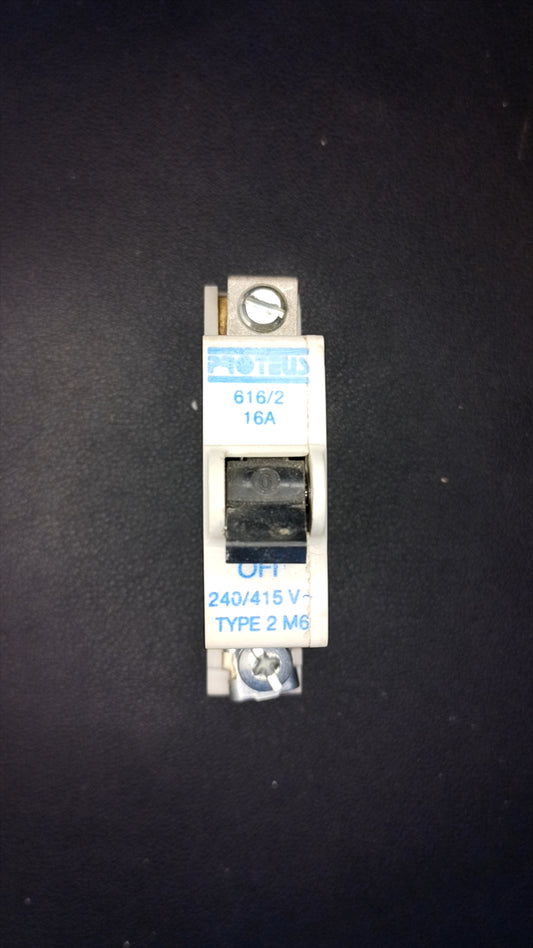 PROTEUS
616/2
16A
OFF
240/415 V~
TYPE 2 M6